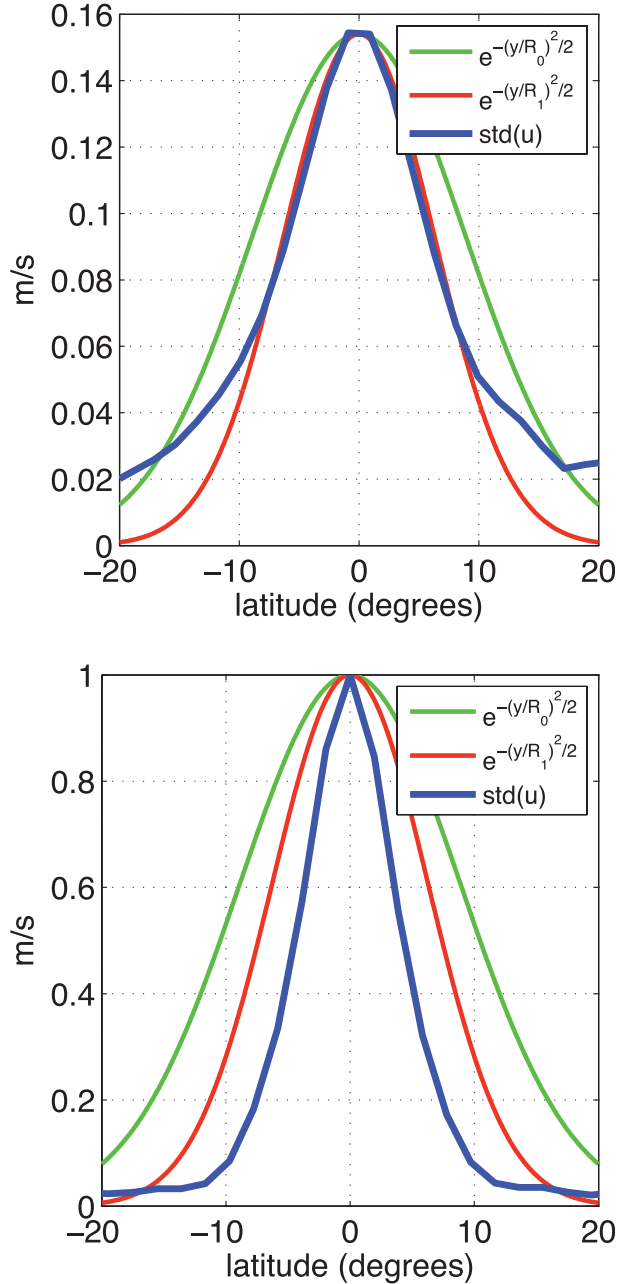 0.16
0.14
0.12
0.1
0.08
0.06
0.04
0.02
0
m/s
e^{-(y/R_0)^2/2}
e^{-(y/R_1)^2/2}
std(u)
−20 −10 0 10 20
latitude (degrees)
1
0.8
0.6
0.4
0.2
0
m/s
e^{-(y/R_0)^2/2}
e^{-(y/R_1)^2/2}
std(u)
−20 −10 0 10 20
latitude (degrees)